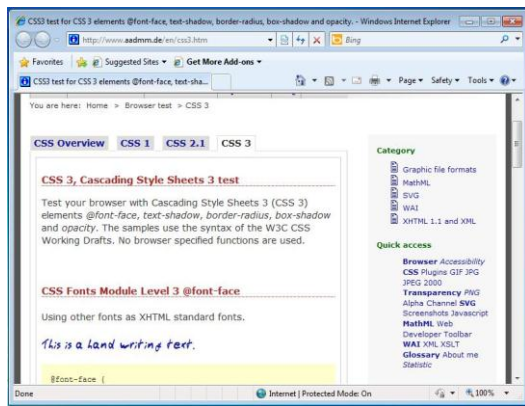 CSS3 test for CSS 3 elements @font-face, text-shadow, border-radius, box-shadow and opacity. - Windows Internet Explorer
http://www.aadmm.de/en/css3.htm
Bing
Favorites Suggested Sites Get More Add-ons
CSS3 test for CSS 3 elements @font-face, text-sha...
Page Safety Tools
You are here: Home > Browser test > CSS 3
CSS Overview CSS 1 CSS 2.1 CSS 3
CSS 3, Cascading Style Sheets 3 test
Test your browser with Cascading Style Sheets 3 (CSS 3)
elements @font-face, text-shadow, border-radius, box-shadow
and opacity. The samples use the syntax of the W3C CSS
Working Drafts. No browser specified functions are used.
CSS Fonts Module Level 3 @font-face
Using other fonts as XHTML standard fonts.
This is a hand writing text.
@font-face {
Category
Graphic file formats
MathML
SVG
WAI
XHTML 1.1 and XML
Quick access
Browser Accessibility
CSS Plugins GIF JPG
JPEG 2000
Transparency PNG
Alpha Channel SVG
Screenshots Javascript
MathML Web
Developer Toolbar
WAI XML XSLT
Glossary About me
Statistic
Done
Internet | Protected Mode: On
100%